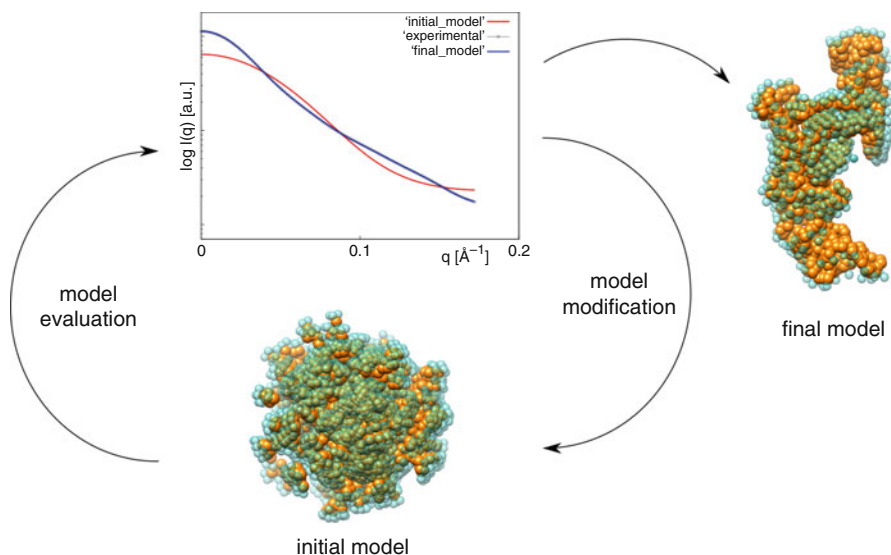 'initial_model'
'experimental'
'final_model'
log I(q) [a.u.]
0
0.1
0.2
q [Å⁻¹]
model
evaluation
model
modification
final model
initial model